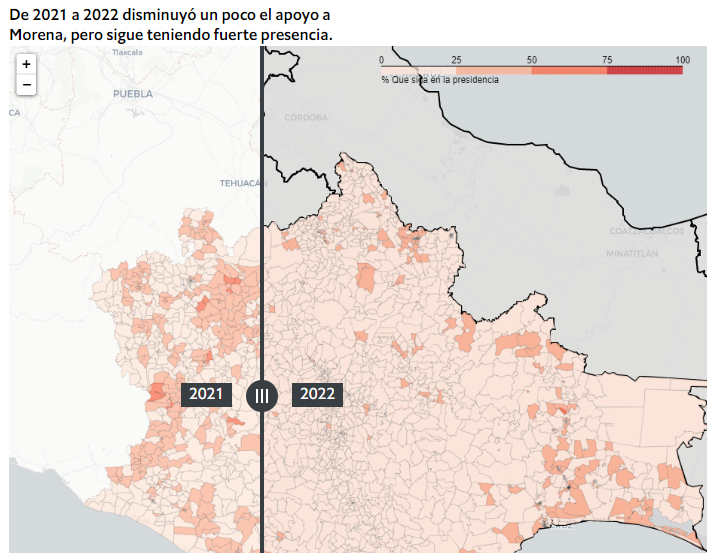 De 2021 a 2022 disminuyó un poco el apoyo a
Morena, pero sigue teniendo fuerte presencia.
+
−
Tlaxcala
PUEBLA
CA
CÓRDOBA
TEHUACÁN
0 25 50 75 100
% Que siga en la presidencia
COATZACOALCOS
MINATITLÁN
2021
2022